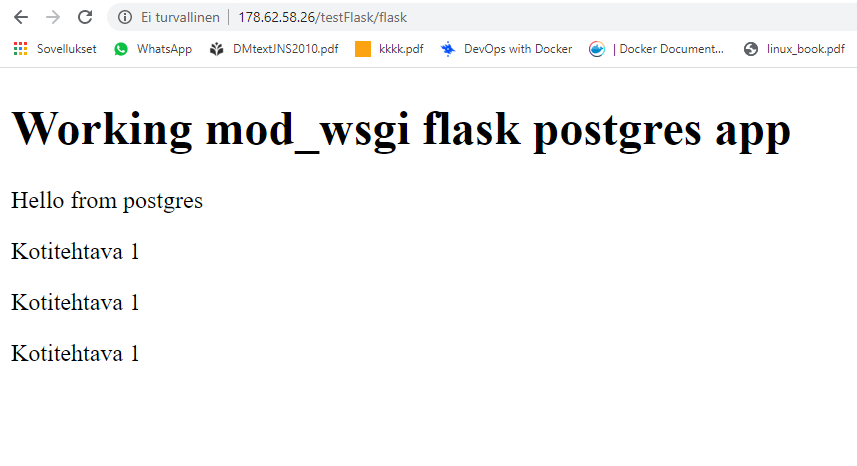 Ei turvallinen 178.62.58.26/testFlask/flask
Sovellukset WhatsApp DMtextJNS2010.pdf kkkk.pdf DevOps with Docker | Docker Document... linux_book.pdf
Working mod_wsgi flask postgres app
Hello from postgres
Kotitehtava 1
Kotitehtava 1
Kotitehtava 1